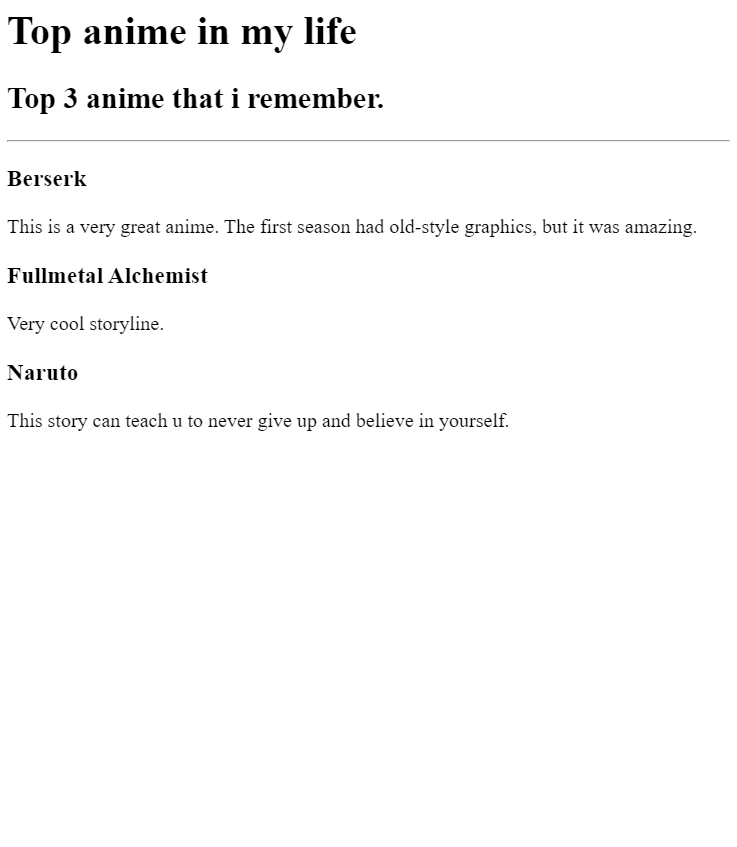 Top anime in my life
Top 3 anime that i remember.
Berserk
This is a very great anime. The first season had old-style graphics, but it was amazing.
Fullmetal Alchemist
Very cool storyline.
Naruto
This story can teach u to never give up and believe in yourself.